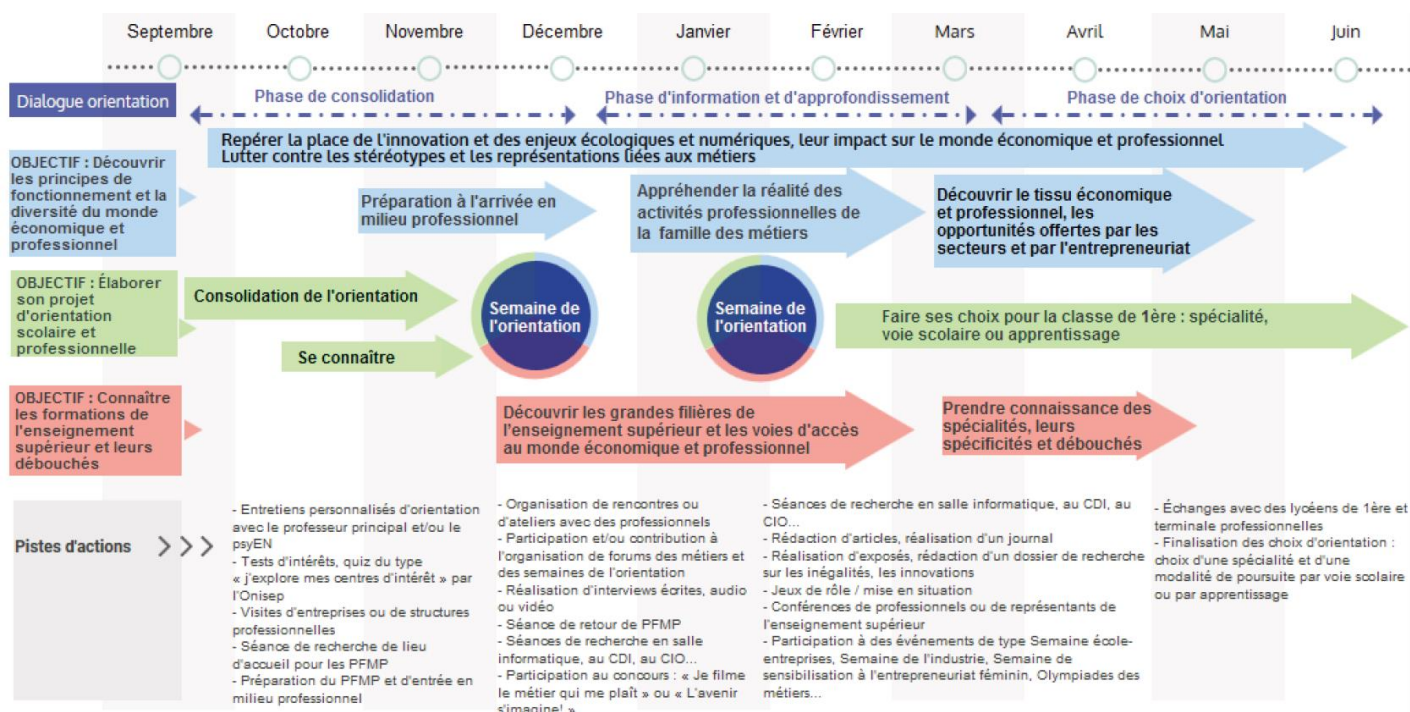 Septembre
Octobre
Novembre
Décembre
Janvier
Février
Mars
Avril
Mai
Juin
Dialogue orientation
Phase de consolidation
Phase d'information et d'approfondissement
Phase de choix d'orientation
Repérer la place de l'innovation et des enjeux écologiques et numériques, leur impact sur le monde économique et professionnel
Lutter contre les stéréotypes et les représentations liées aux métiers
OBJECTIF : Découvrir
les principes de
fonctionnement et la
diversité du monde
économique et
professionnel
Préparation à l'arrivée en
milieu professionnel
Appréhender la réalité des
activités professionnelles de
la famille des métiers
Découvrir le tissu économique
et professionnel, les
opportunités offertes par les
secteurs et par l'entrepreneuriat
OBJECTIF : Élaborer
son projet
d'orientation
scolaire et
professionnelle
Consolidation de l'orientation
Se connaître
Semaine de
l'orientation
Semaine de
l'orientation
Faire ses choix pour la classe de 1ère : spécialité,
voie scolaire ou apprentissage
OBJECTIF : Connaître
les formations de
l'enseignement
supérieur et leurs
débouchés
Découvrir les grandes filières de
l'enseignement supérieur et les voies d'accès
au monde économique et professionnel
Prendre connaissance des
spécialités, leurs
spécificités et débouchés
Pistes d'actions
- Entretiens personnalisés d'orientation
avec le professeur principal et/ou le
psyEN
- Tests d'intérêts, quiz du type
« j'explore mes centres d'intérêt » par
l'Onisep
- Visites d'entreprises ou de structures
professionnelles
- Séance de recherche de lieu
d'accueil pour les PFMP
- Préparation du PFMP et d'entrée en
milieu professionnel
- Organisation de rencontres ou
d'ateliers avec des professionnels
- Participation et/ou contribution à
l'organisation de forums des métiers et
des semaines de l'orientation
- Réalisation d'interviews écrites, audio
ou vidéo
- Séance de retour de PFMP
- Séances de recherche en salle
informatique, au CDI, au CIO...
- Participation au concours : « Je filme
le métier qui me plaît » ou « L'avenir
s'imagine! »
- Séances de recherche en salle informatique, au CDI, au
CIO...
- Rédaction d'articles, réalisation d'un journal
- Réalisation d'exposés, rédaction d'un dossier de recherche
sur les inégalités, les innovations
- Jeux de rôle / mise en situation
- Conférences de professionnels ou de représentants de
l'enseignement supérieur
- Participation à des événements de type Semaine école-
entreprises, Semaine de l'industrie, Semaine de
sensibilisation à l'entrepreneuriat féminin, Olympiades des
métiers...
- Échanges avec des lycéens de 1ère et
terminale professionnelles
- Finalisation des choix d'orientation :
choix d'une spécialité et d'une
modalité de poursuite par voie scolaire
ou par apprentissage